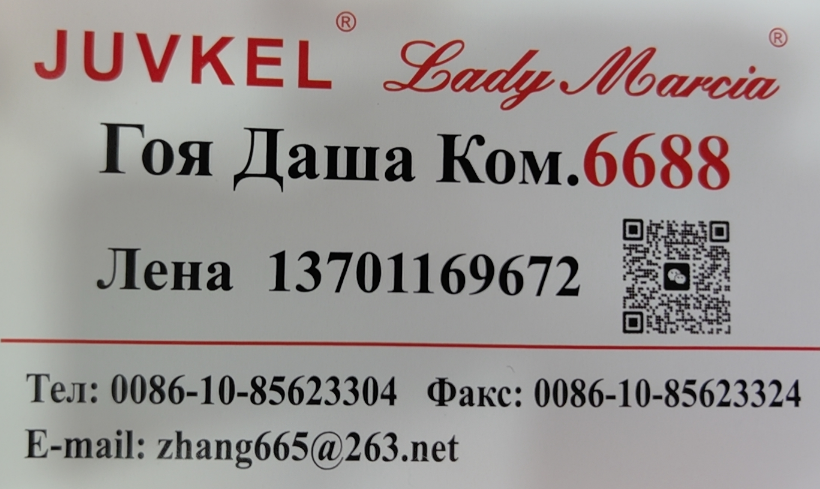 JUVKEL® Lady Marcia®
Гоя Даша Ком.6688
Лена 13701169672
Тел: 0086-10-85623304 Факс: 0086-10-85623324
E-mail: zhang665@263.net